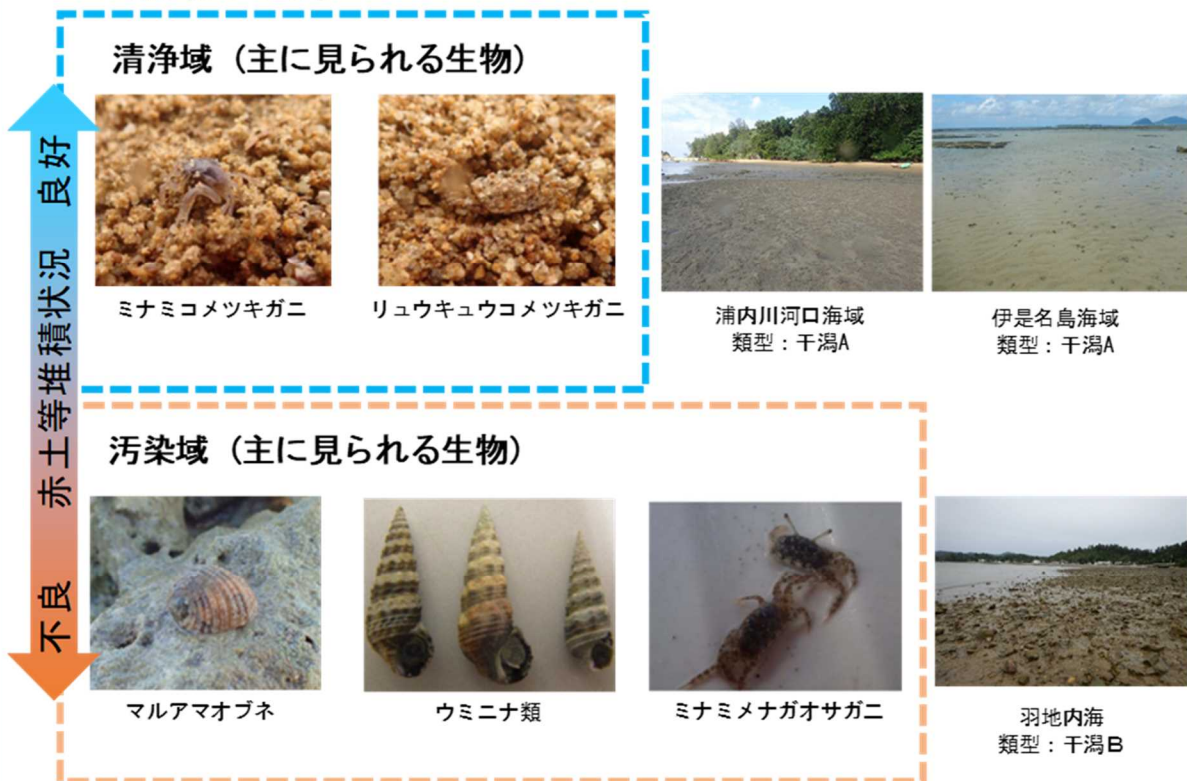 清浄域（主に見られる生物）
良好
赤土等堆積状況
不良
ミナミコメツキガニ
リュウキュウコメツキガニ
浦内川河口海域
類型：干潟A
伊是名島海域
類型：干潟A
汚染域（主に見られる生物）
マルアマオブネ
ウミニナ類
ミナミメナガオサガニ
羽地内海
類型：干潟B